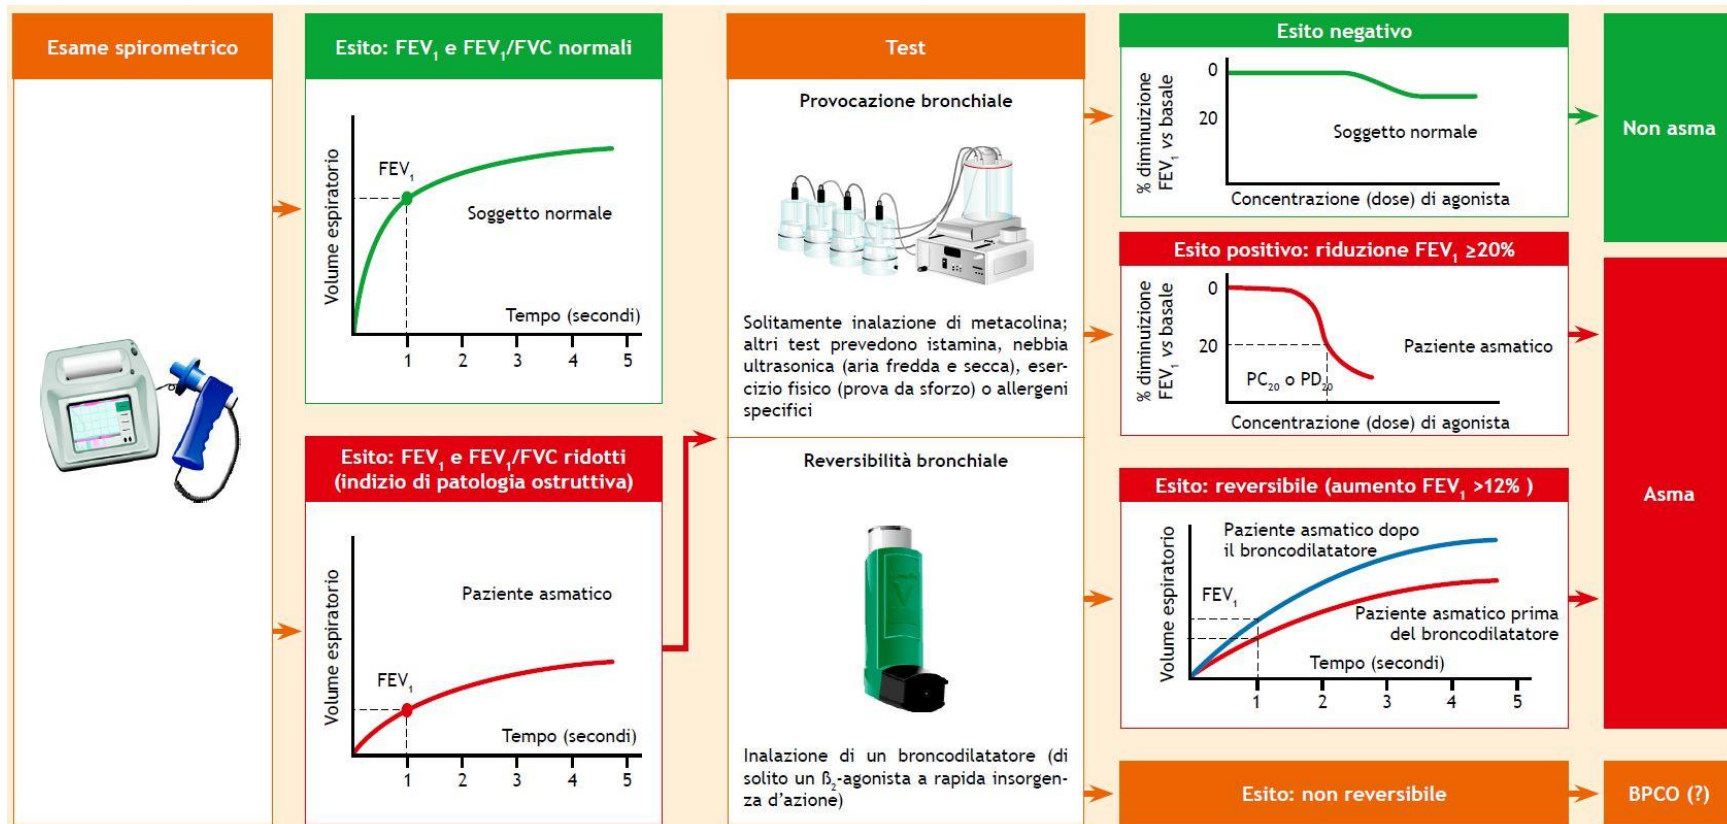 Esame spirometrico
Esito: FEV₁ e FEV₁/FVC normali
Volume espiratorio
FEV₁
Soggetto normale
Tempo (secondi)
1 2 3 4 5
Esito: FEV₁ e FEV₁/FVC ridotti
(indizio di patologia ostruttiva)
Volume espiratorio
Paziente asmatico
FEV₁
Tempo (secondi)
1 2 3 4 5
Test
Provocazione bronchiale
Solitamente inalazione di metacolina;
altri test prevedono istamina, nebbia
ultrasonica (aria fredda e secca), eser-
cizio fisico (prova da sforzo) o allergeni
specifici
Reversibilità bronchiale
Inalazione di un broncodilatatore (di
solito un ß₂-agonista a rapida insorgen-
za d'azione)
Esito negativo
% diminuizione
FEV₁ vs basale
0
20
Soggetto normale
Concentrazione (dose) di agonista
Esito positivo: riduzione FEV₁ ≥20%
% diminuizione
FEV₁ vs basale
0
20
Paziente asmatico
PC₂₀ o PD₂₀
Concentrazione (dose) di agonista
Esito: reversibile (aumento FEV₁ >12% )
Volume espiratorio
Paziente asmatico dopo
il broncodilatatore
FEV₁
Paziente asmatico prima
del broncodilatatore
Tempo (secondi)
1 2 3 4 5
Esito: non reversibile
Non asma
Asma
BPCO (?)